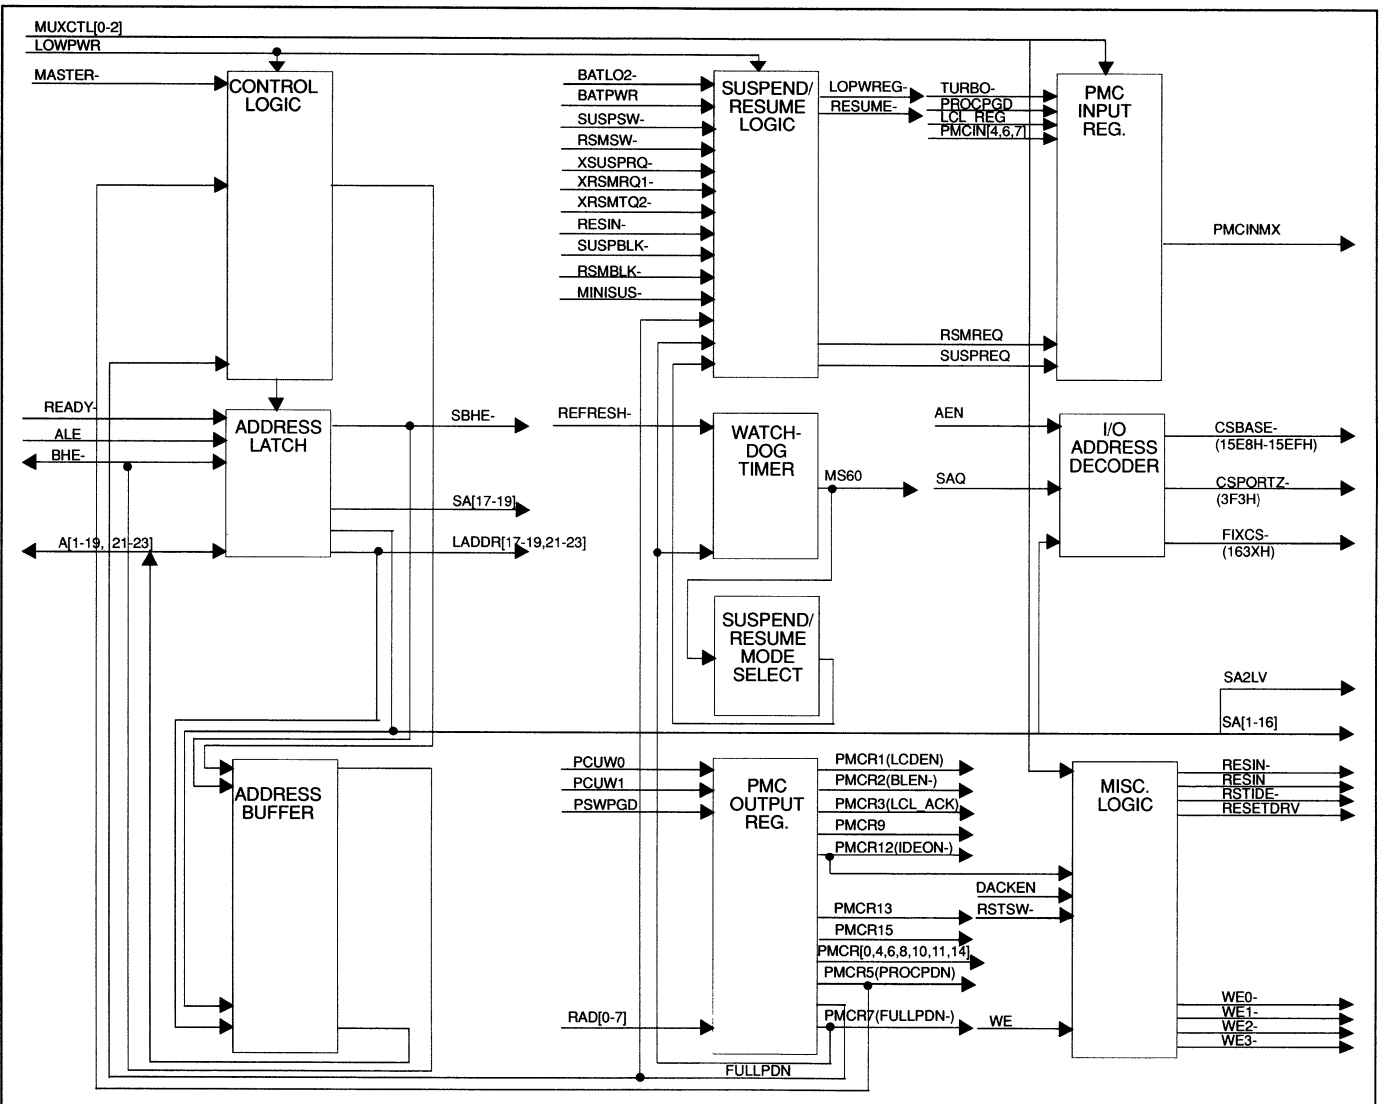 MUXCTL[0-2]
LOWPWR
MASTER-
CONTROL
LOGIC
BATLO2-
BATPWR
SUSPSW-
RSMSW-
XSUSPRQ-
XRSMRQ1-
XRSMTQ2-
RESIN-
SUSPBLK-
RSMBLK-
MINISUS-
SUSPEND/
RESUME
LOGIC
LOPWREG-
RESUME-
TURBO-
PROCPGD
LCL_REG
PMCIN[4,6,7]
PMC
INPUT
REG.
PMCINMX
RSMREQ
SUSPREQ
READY-
ALE
BHE-
A[1-19, 21-23]
ADDRESS
LATCH
SBHE-
SA[17-19]
LADDR[17-19,21-23]
REFRESH-
WATCH-
DOG
TIMER
MS60
AEN
SAQ
I/O
ADDRESS
DECODER
CSBASE-
(15E8H-15EFH)
CSPORTZ-
(3F3H)
FIXCS-
(163XH)
SUSPEND/
RESUME
MODE
SELECT
SA2LV
SA[1-16]
ADDRESS
BUFFER
PCUW0
PCUW1
PSWPGD
RAD[0-7]
PMC
OUTPUT
REG.
PMCR1(LCDEN)
PMCR2(BLEN-)
PMCR3(LCL_ACK)
PMCR9
PMCR12(IDEON-)
PMCR13
PMCR15
PMCR[0,4,6,8,10,11,14]
PMCR5(PROCPDN)
PMCR7(FULLPDN-)
FULLPDN
DACKEN
RSTSW-
WE
MISC.
LOGIC
RESIN-
RESIN
RSTIDE-
RESETDRV
WE0-
WE1-
WE2-
WE3-